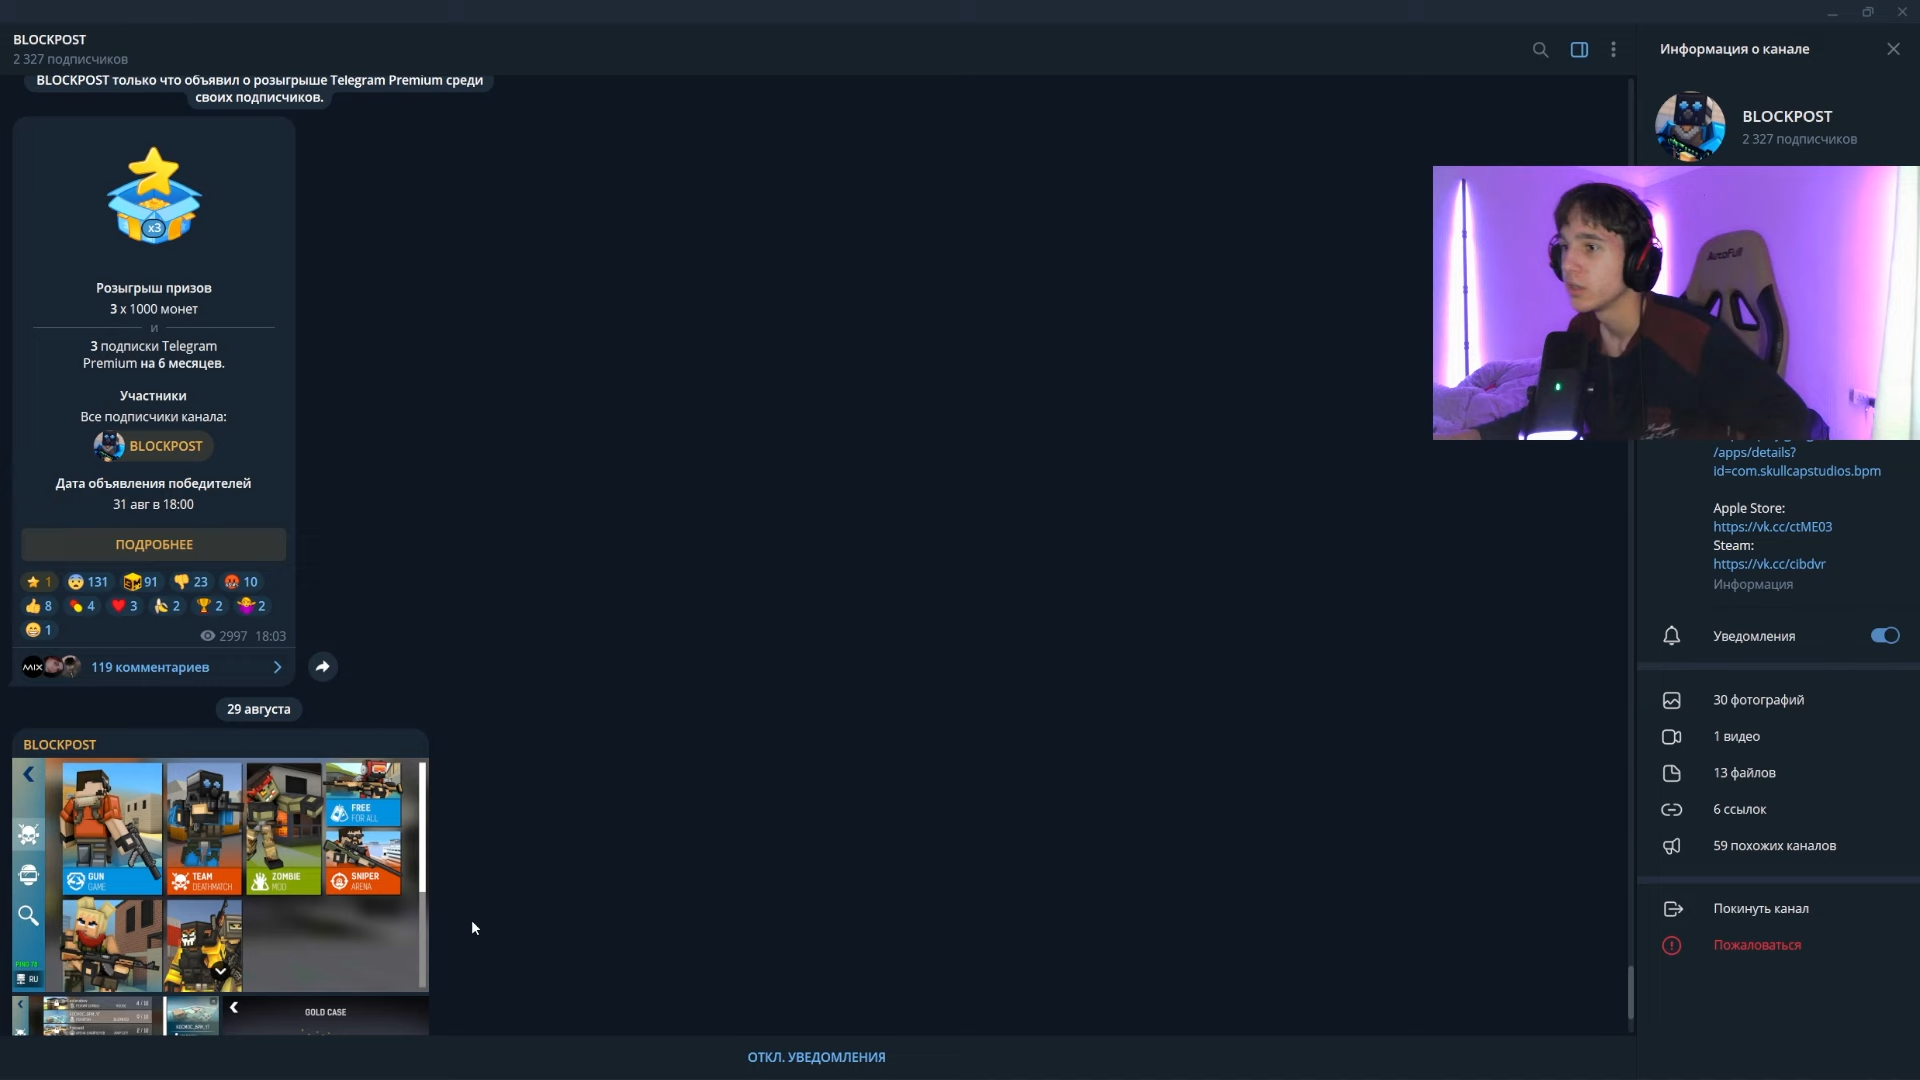 BLOCKPOST
2 327 подписчиков
BLOCKPOST только что объявил о розыгрыше Telegram Premium среди
своих подписчиков.
x3
Розыгрыш призов
3 x 1000 монет
и
3 подписки Telegram
Premium на 6 месяцев.
Участники
Все подписчики канала:
BLOCKPOST
Дата объявления победителей
31 авг в 18:00
ПОДРОБНЕЕ
1 131 91 23 10
8 4 3 2 2 2
1 2997 18:03
MIX 119 комментариев
29 августа
BLOCKPOST
GUN
GAME
TEAM
DEATHMATCH
ZOMBIE
MOD
FREE
FOR ALL
SNIPER
ARENA
RU
GOLD CASE
ОТКЛ. УВЕДОМЛЕНИЯ
Информация о канале
BLOCKPOST
2 327 подписчиков
AutoFull
/apps/details?
id=com.skullcapstudios.bpm
Apple Store:
https://vk.cc/ctME03
Steam:
https://vk.cc/cIbdvr
Информация
Уведомления
30 фотографий
1 видео
13 файлов
6 ссылок
59 похожих каналов
Покинуть канал
Пожаловаться